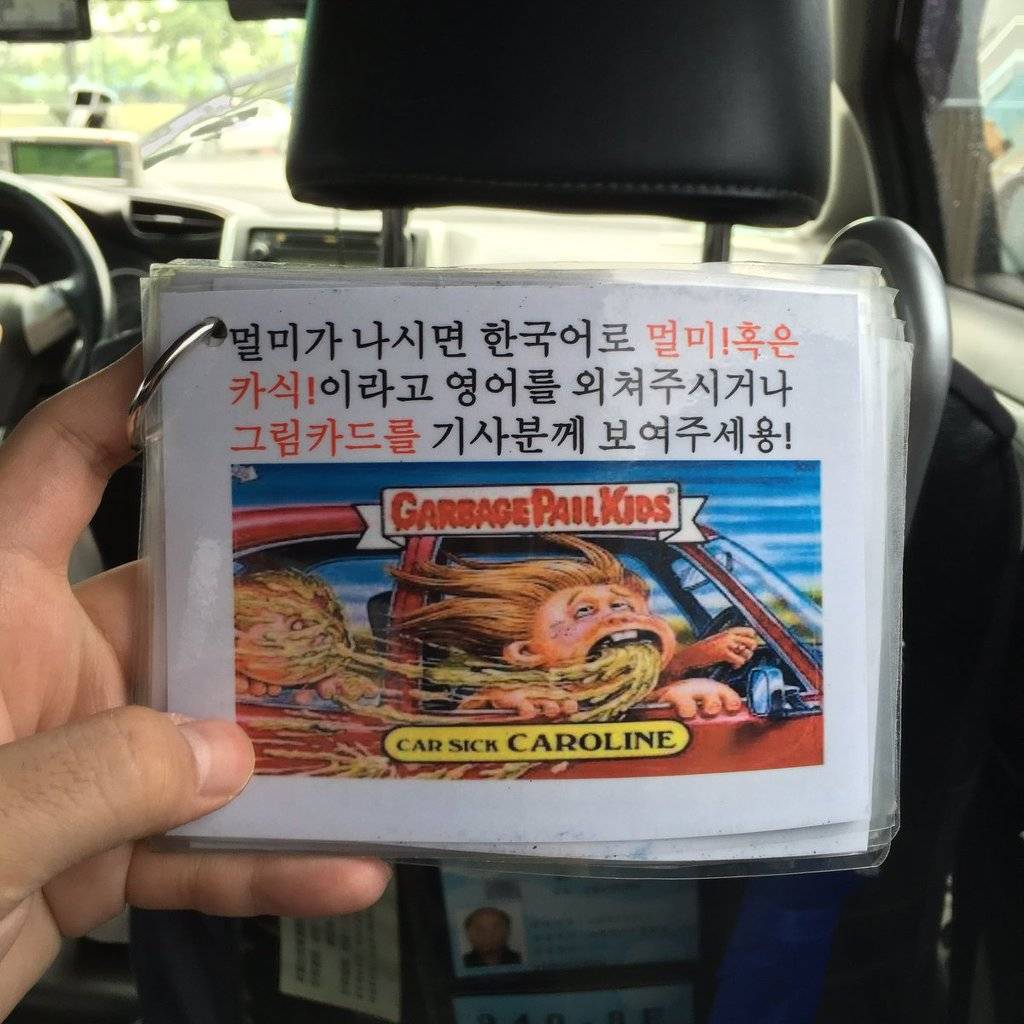 멀미가 나시면 한국어로 멀미!혹은
카식!이라고 영어를 외쳐주시거나
그림카드를 기사분께 보여주세용!
GARBAGE PAIL KIDS
CAR SICK CAROLINE